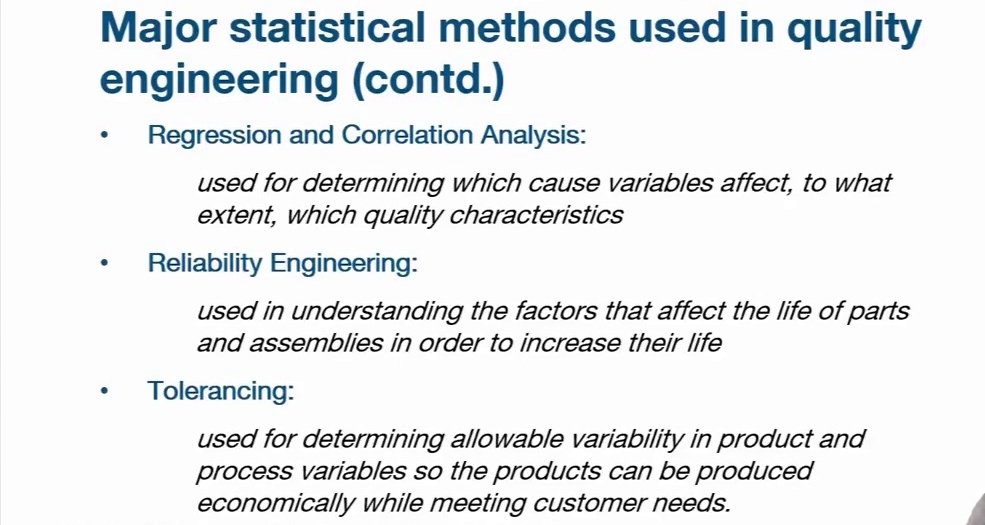 Major statistical methods used in quality
engineering (contd.)
• Regression and Correlation Analysis:
used for determining which cause variables affect, to what
extent, which quality characteristics
• Reliability Engineering:
used in understanding the factors that affect the life of parts
and assemblies in order to increase their life
• Tolerancing:
used for determining allowable variability in product and
process variables so the products can be produced
economically while meeting customer needs.